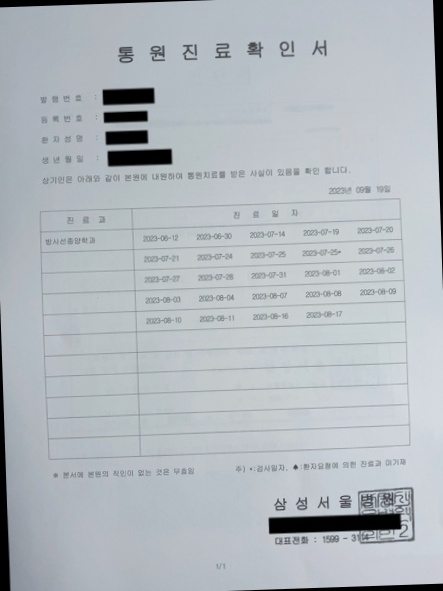 통 원 진 료 확 인 서
발 행 번 호 :
등 록 번 호 :
환 자 성 명 :
생 년 월 일 :
상기인은 아래와 같이 본원에 내원하여 통원치료를 받은 사실이 있음을 확인 합니다.
2023년 09월 19일
진 료 과 진 료 일 자
방사선종양학과 2023-06-12 2023-06-30 2023-07-14 2023-07-19 2023-07-20
2023-07-21 2023-07-24 2023-07-25 2023-07-25* 2023-07-26
2023-07-27 2023-07-28 2023-07-31 2023-08-01 2023-08-02
2023-08-03 2023-08-04 2023-08-07 2023-08-08 2023-08-09
2023-08-10 2023-08-11 2023-08-16 2023-08-17
※ 본서에 본원의 직인이 없는 것은 무효임 주) *:검사일자, ♠:환자요청에 의한 진료과 미기재
삼 성 서 울 병 원
대표전화 : 1599 -
1/1